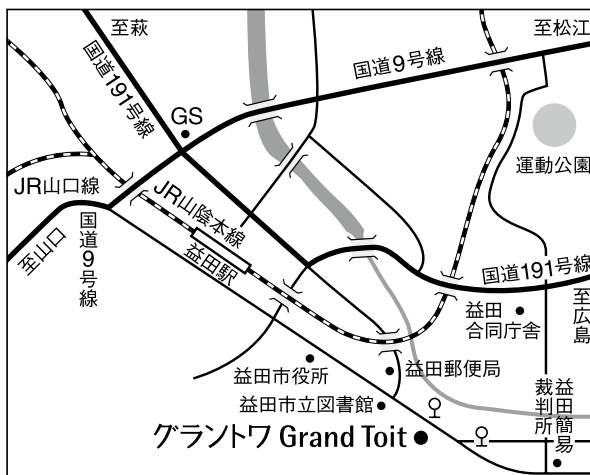 至萩
至松江
国道9号線
国道191号線
GS
運動公園
JR山口線
JR山陰本線
至山口
国道9号線
益田駅
国道191号線
至広島
益田
合同庁舎
益田市役所
益田郵便局
益田市立図書館
益田簡易
裁判所
グラントワ Grand Toit